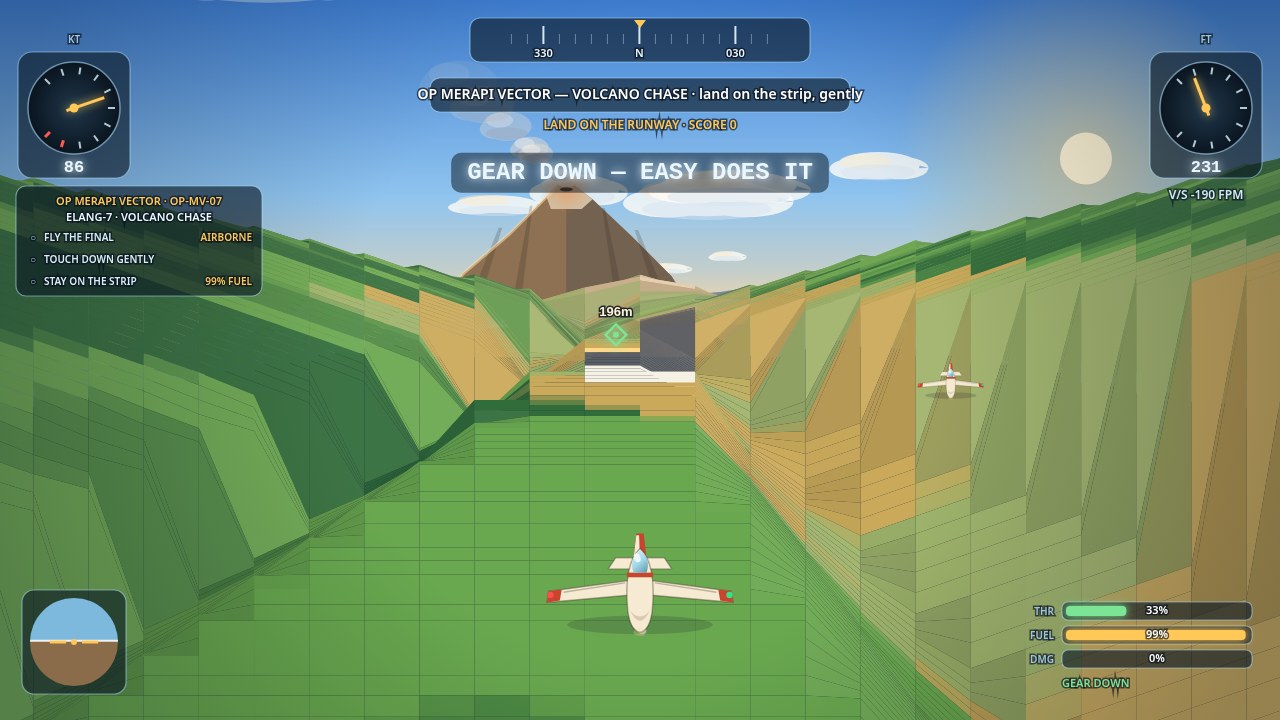 KT
330 N 030
FT
OP MERAPI VECTOR — VOLCANO CHASE · land on the strip, gently
LAND ON THE RUNWAY · SCORE 0
GEAR DOWN — EASY DOES IT
86
231
V/S -190 FPM
OP MERAPI VECTOR · OP-MV-07
ELANG-7 · VOLCANO CHASE
FLY THE FINAL AIRBORNE
TOUCH DOWN GENTLY
STAY ON THE STRIP 99% FUEL
196m
THR 33%
FUEL 99%
DMG 0%
GEAR DOWN